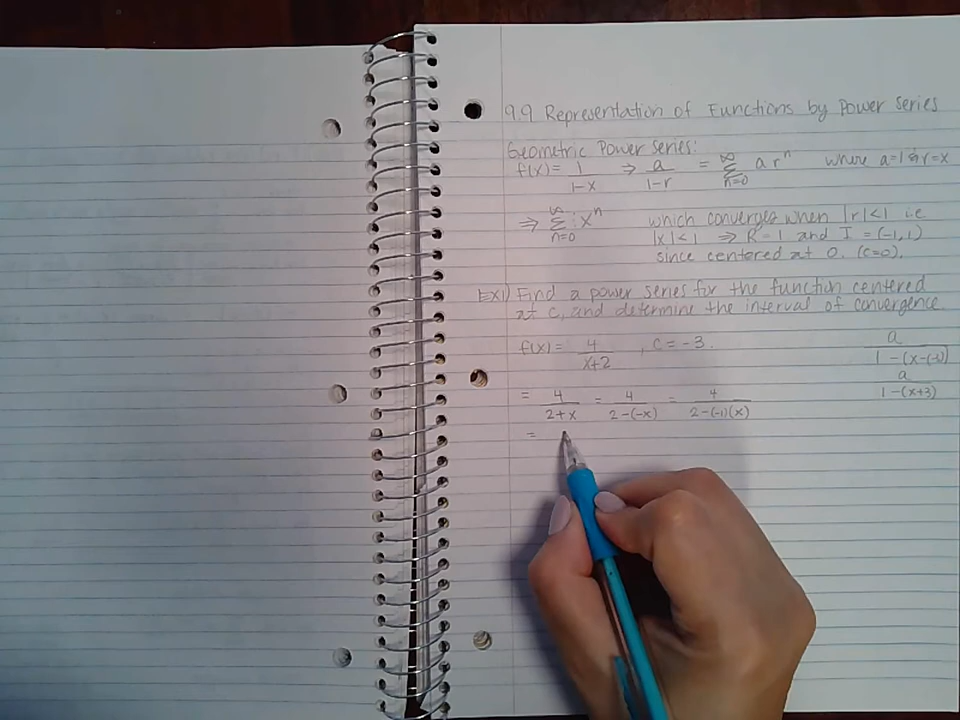 9.9 Representation of Functions by Power Series
Geometric Power Series:
f(x) = 1/(1-x) ⇒ a/(1-r) = ∑_{n=0}^{∞} a r^n where a=1 & r=x
⇒ ∑_{n=0}^{∞} x^n which converges when |r|<1 i.e
|x|<1 ⇒ R=1 and I = (-1,1)
since centered at 0. (c=0).
EX1) Find a power series for the function centered
at c, and determine the interval of convergence
f(x) = 4/(x+2) , c = -3. a/(1-(x-(-3))
a/(1-(x+3))
= 4/(2+x) = 4/(2-(-x)) = 4/(2-(-1)(x))
=